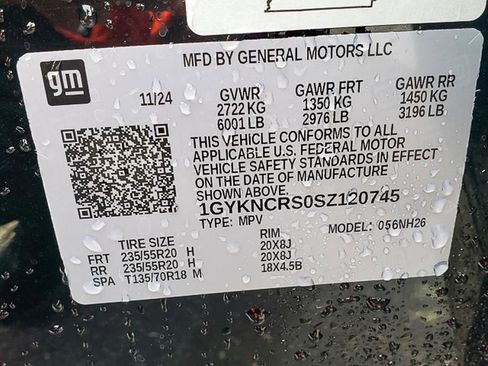 MFD BY GENERAL MOTORS LLC
gm
11/24
GVWR GAWR FRT GAWR RR
2722 KG 1350 KG 1450 KG
6001 LB 2976 LB 3196 LB
THIS VEHICLE CONFORMS TO ALL
APPLICABLE U.S. FEDERAL MOTOR
VEHICLE SAFETY STANDARDS IN EFFECT
ON THE DATE OF MANUFACTURE
SHOWN ABOVE.
1GYKNCRS0SZ120745
TYPE: MPV MODEL: 056NH26
TIRE SIZE RIM
FRT 235/55R20 H 20X8J
RR 235/55R20 H 20X8J
SPA T135/70R18 M 18X4.5B